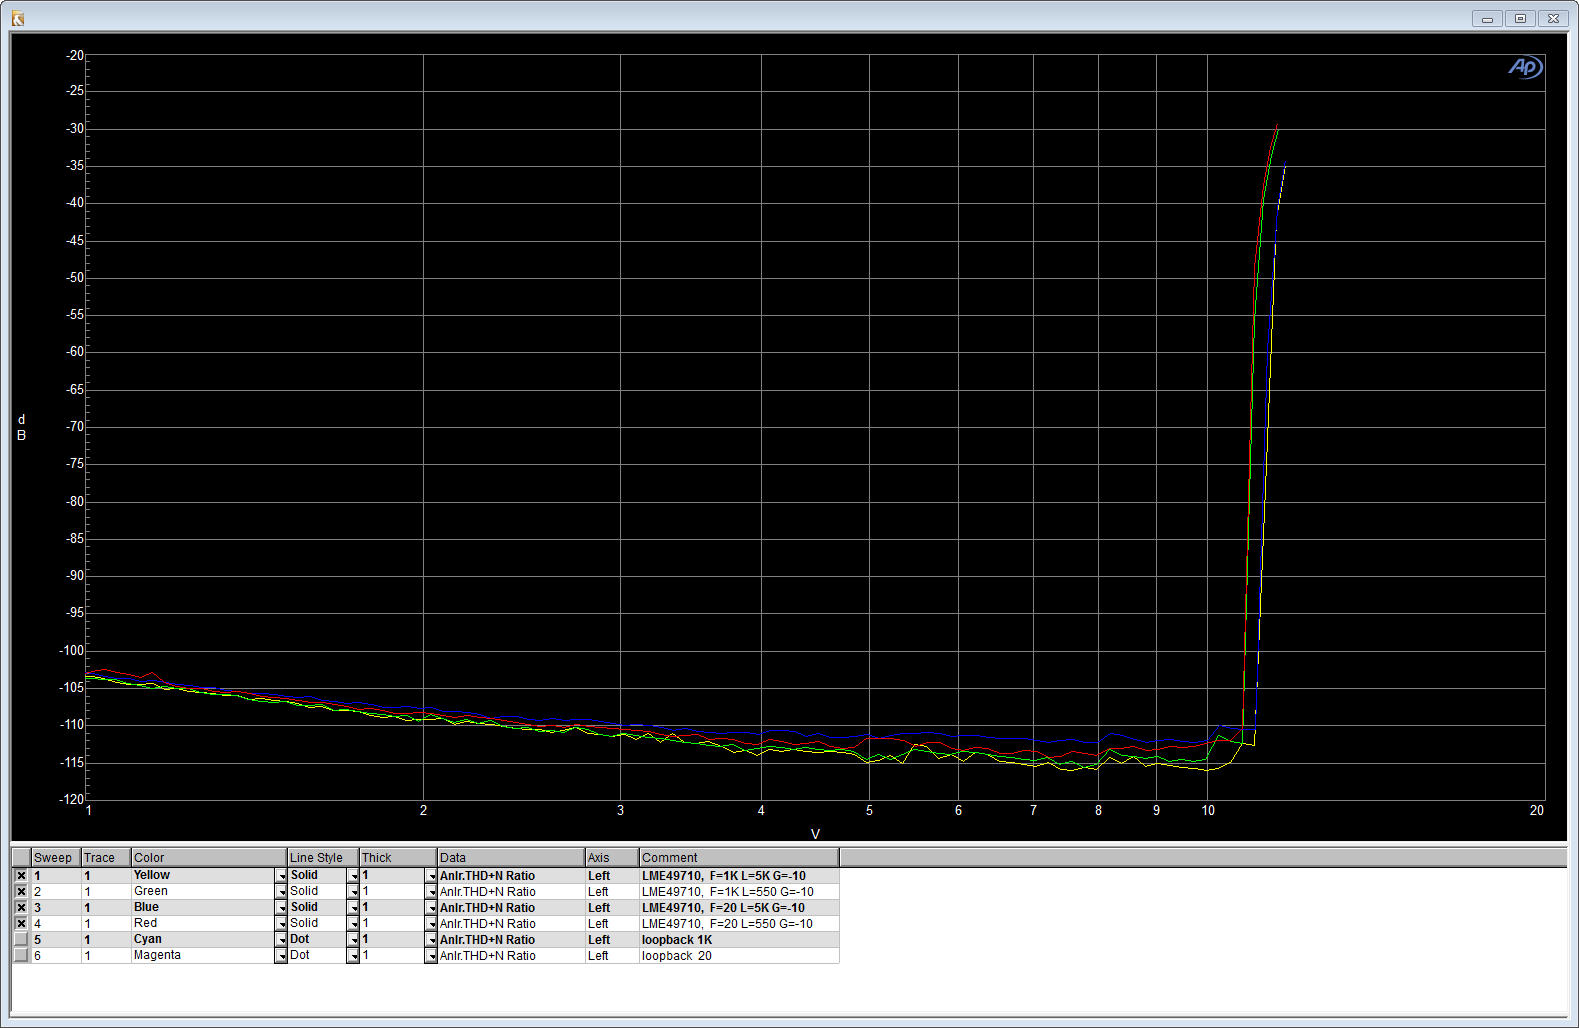 -20
-25
-30
-35
-40
-45
-50
-55
-60
-65
-70
-75
-80
-85
-90
-95
-100
-105
-110
-115
-120
d
B
Ap
1 2 3 4 5 6 7 8 9 10 20
V
Sweep Trace Color Line Style Thick Data Axis Comment
1 1 Yellow Solid 1 Anlr.THD+N Ratio Left LME49710, F=1K L=5K G=-10
2 1 Green Solid 1 Anlr.THD+N Ratio Left LME49710, F=1K L=550 G=-10
3 1 Blue Solid 1 Anlr.THD+N Ratio Left LME49710, F=20 L=5K G=-10
4 1 Red Solid 1 Anlr.THD+N Ratio Left LME49710, F=20 L=550 G=-10
5 1 Cyan Dot 1 Anlr.THD+N Ratio Left loopback 1K
6 1 Magenta Dot 1 Anlr.THD+N Ratio Left loopback 20